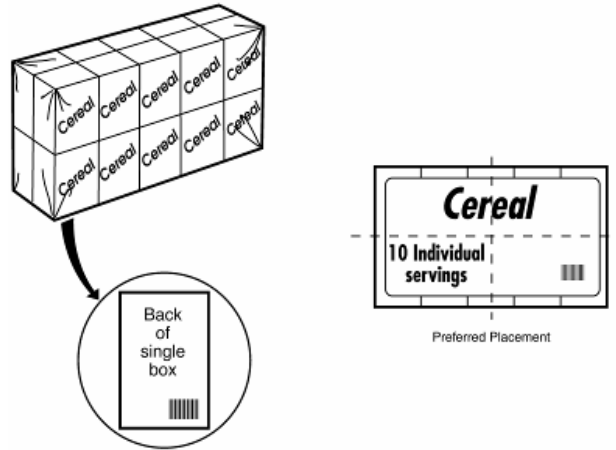 Cereal Cereal Cereal Cereal Cereal
Cereal Cereal Cereal Cereal Cereal
Back
of
single
box
Cereal
10 Individual
servings
Preferred Placement